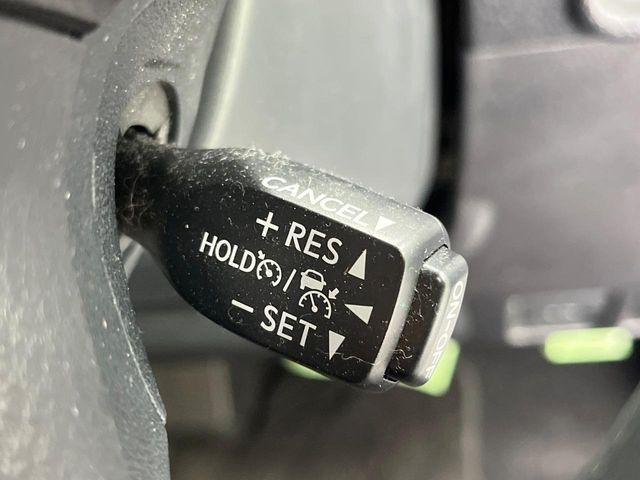 CANCEL▼
+ RES ▲
HOLD / ◀
- SET ▼
ON-OFF